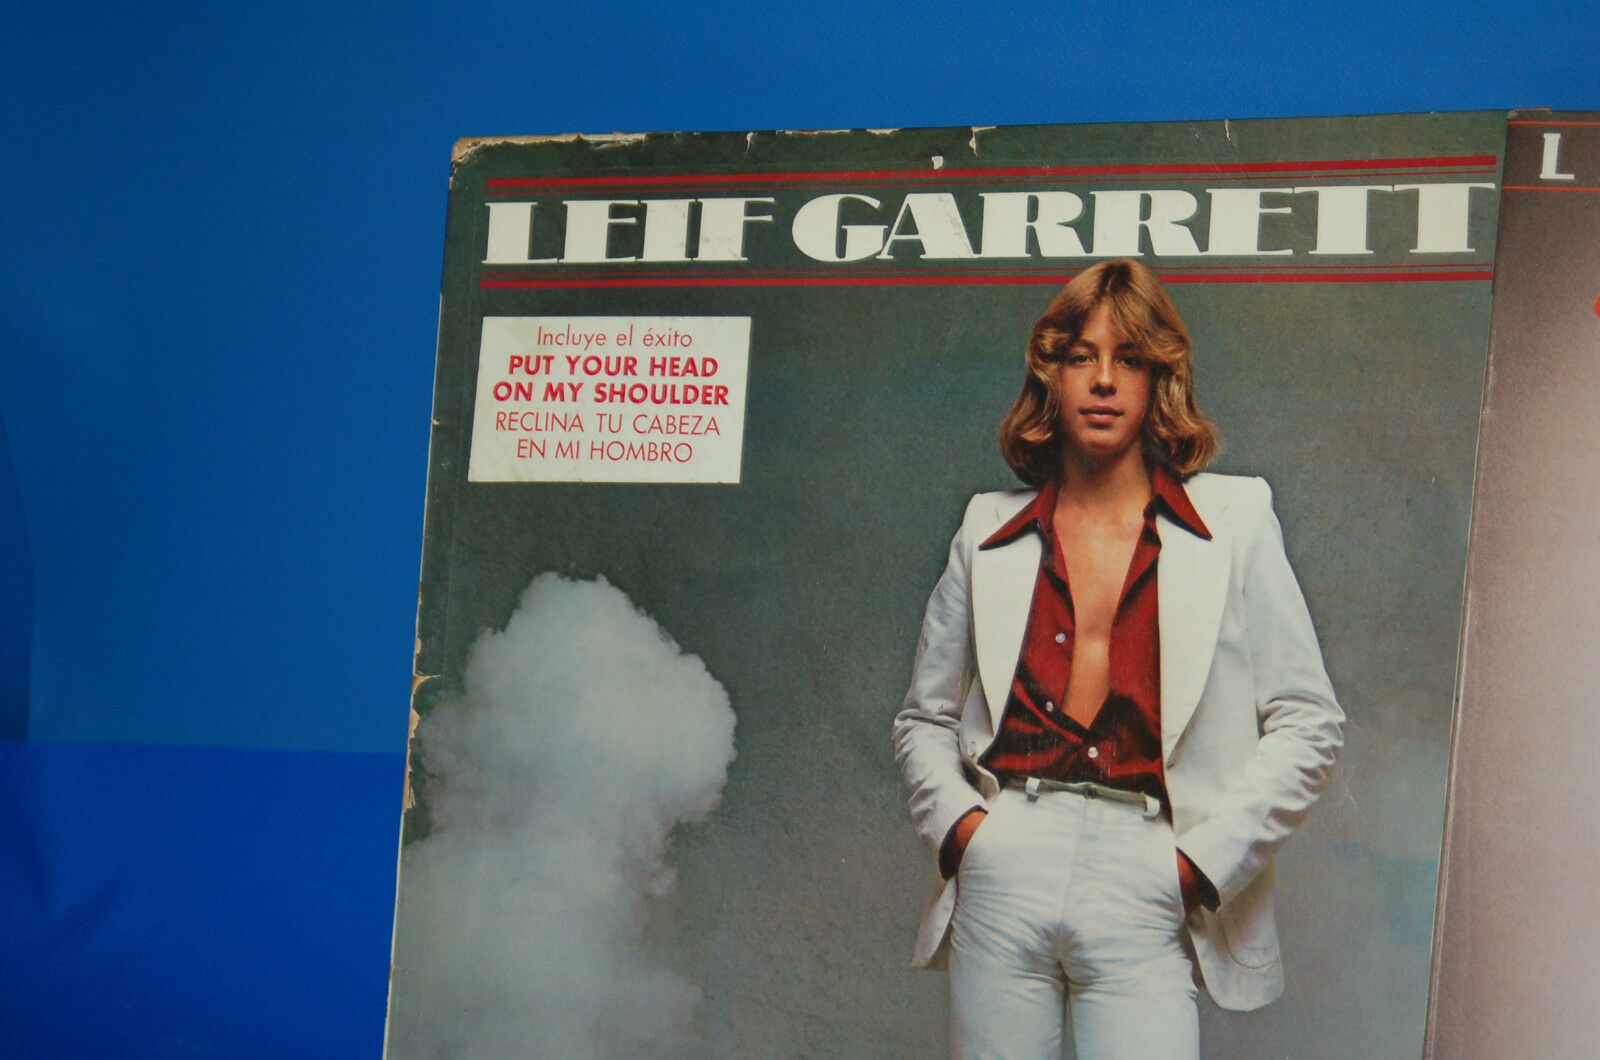 LEIF GARRETT
Incluye el éxito
PUT YOUR HEAD
ON MY SHOULDER
RECLINA TU CABEZA
EN MI HOMBRO
L